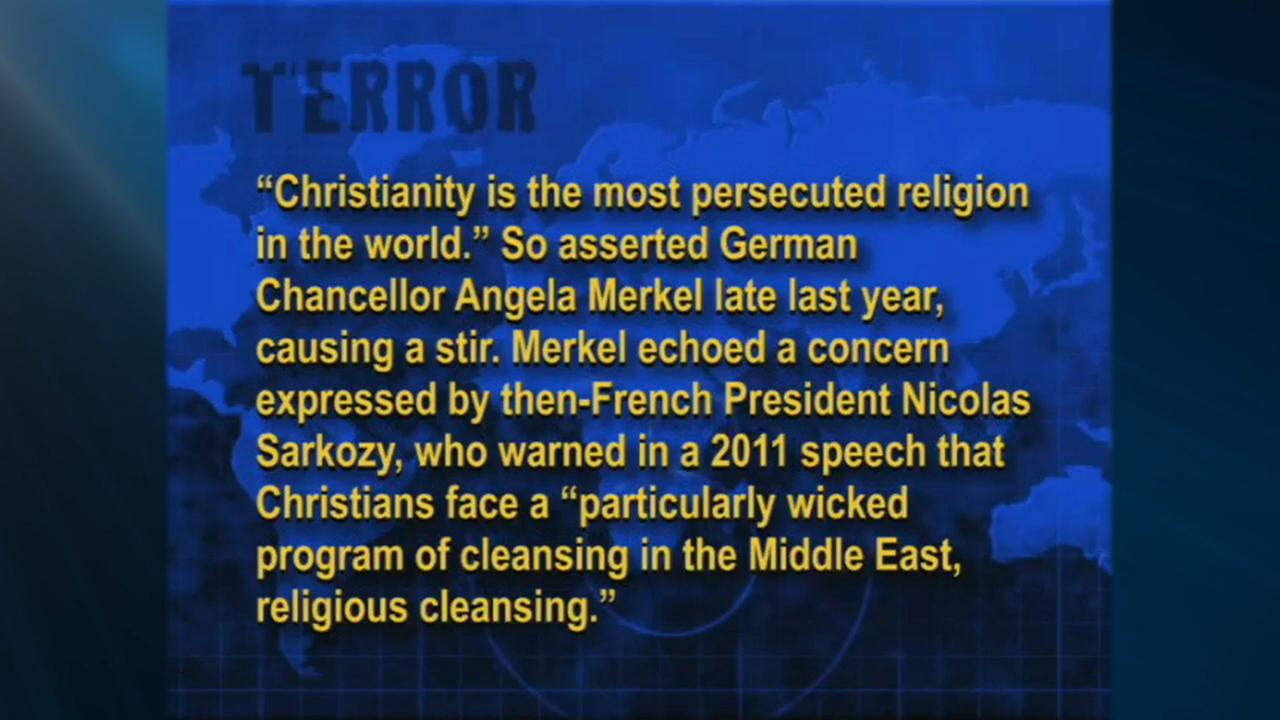 TERROR
“Christianity is the most persecuted religion
in the world.” So asserted German
Chancellor Angela Merkel late last year,
causing a stir. Merkel echoed a concern
expressed by then-French President Nicolas
Sarkozy, who warned in a 2011 speech that
Christians face a “particularly wicked
program of cleansing in the Middle East,
religious cleansing.”